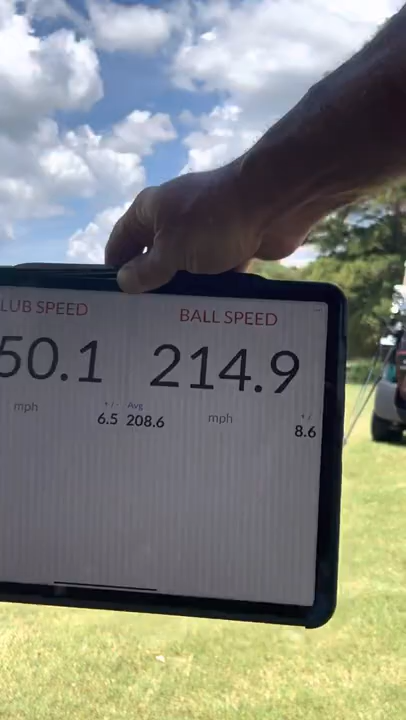 LUB SPEED BALL SPEED
50.1 214.9
mph +/- Avg mph +/-
6.5 208.6 8.6